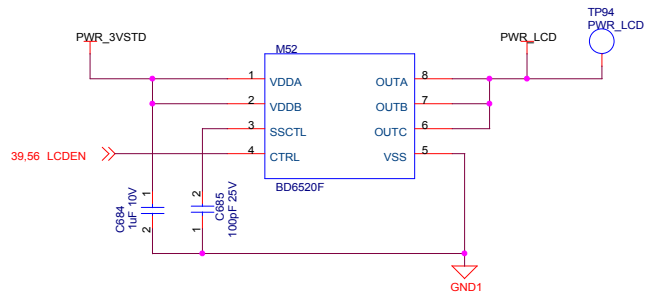 TP94
PWR_LCD
PWR_3VSTD
M52
PWR_LCD
1 VDDA OUTA 8
2 VDDB OUTB 7
3 SSCTL OUTC 6
4 CTRL VSS 5
39,56 LCDEN
BD6520F
1
2
C684
1uF 10V
2
1
C685
100pF 25V
GND1